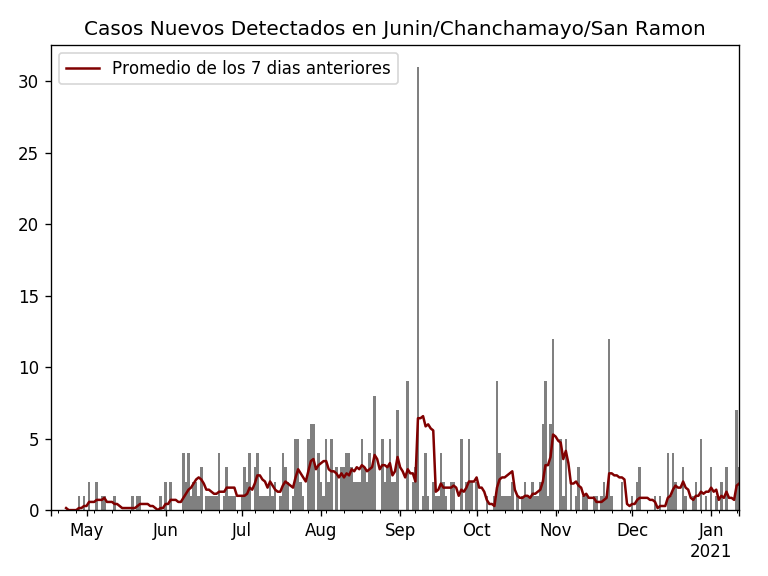 Casos Nuevos Detectados en Junin/Chanchamayo/San Ramon
Promedio de los 7 dias anteriores
30
25
20
15
10
5
0
May Jun Jul Aug Sep Oct Nov Dec Jan
2021